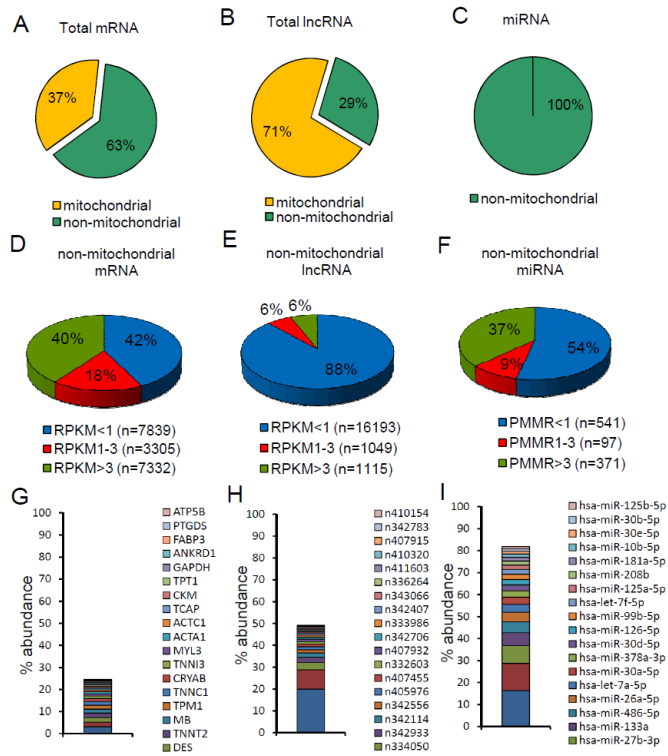 A
Total mRNA
37%
63%
mitochondrial
non-mitochondrial
B
Total lncRNA
29%
71%
mitochondrial
non-mitochondrial
C
miRNA
100%
non-mitochondrial
D
non-mitochondrial
mRNA
40%
42%
18%
RPKM<1 (n=7839)
RPKM1-3 (n=3305)
RPKM>3 (n=7332)
E
non-mitochondrial
lncRNA
6%
6%
88%
RPKM<1 (n=16193)
RPKM1-3 (n=1049)
RPKM>3 (n=1115)
F
non-mitochondrial
miRNA
37%
54%
9%
PMMR<1 (n=541)
PMMR1-3 (n=97)
PMMR>3 (n=371)
G
% abundance
100
90
80
70
60
50
40
30
20
10
0
ATP5B
PTGDS
FABP3
ANKRD1
GAPDH
TPT1
CKM
TCAP
ACTC1
ACTA1
MYL3
TNNI3
CRYAB
TNNC1
TPM1
MB
TNNT2
DES
H
% abundance
100
90
80
70
60
50
40
30
20
10
0
n410154
n342783
n407915
n410320
n411603
n336264
n343066
n342407
n333986
n342706
n407932
n332603
n407455
n405976
n342556
n342114
n342933
n334050
I
% abundance
100
90
80
70
60
50
40
30
20
10
0
hsa-miR-125b-5p
hsa-miR-30b-5p
hsa-miR-30e-5p
hsa-miR-10b-5p
hsa-miR-181a-5p
hsa-miR-208b
hsa-miR-125a-5p
hsa-let-7f-5p
hsa-miR-99b-5p
hsa-miR-126-5p
hsa-miR-30d-5p
hsa-miR-378a-3p
hsa-miR-30a-5p
hsa-let-7a-5p
hsa-miR-26a-5p
hsa-miR-486-5p
hsa-miR-133a
hsa-miR-27b-3p